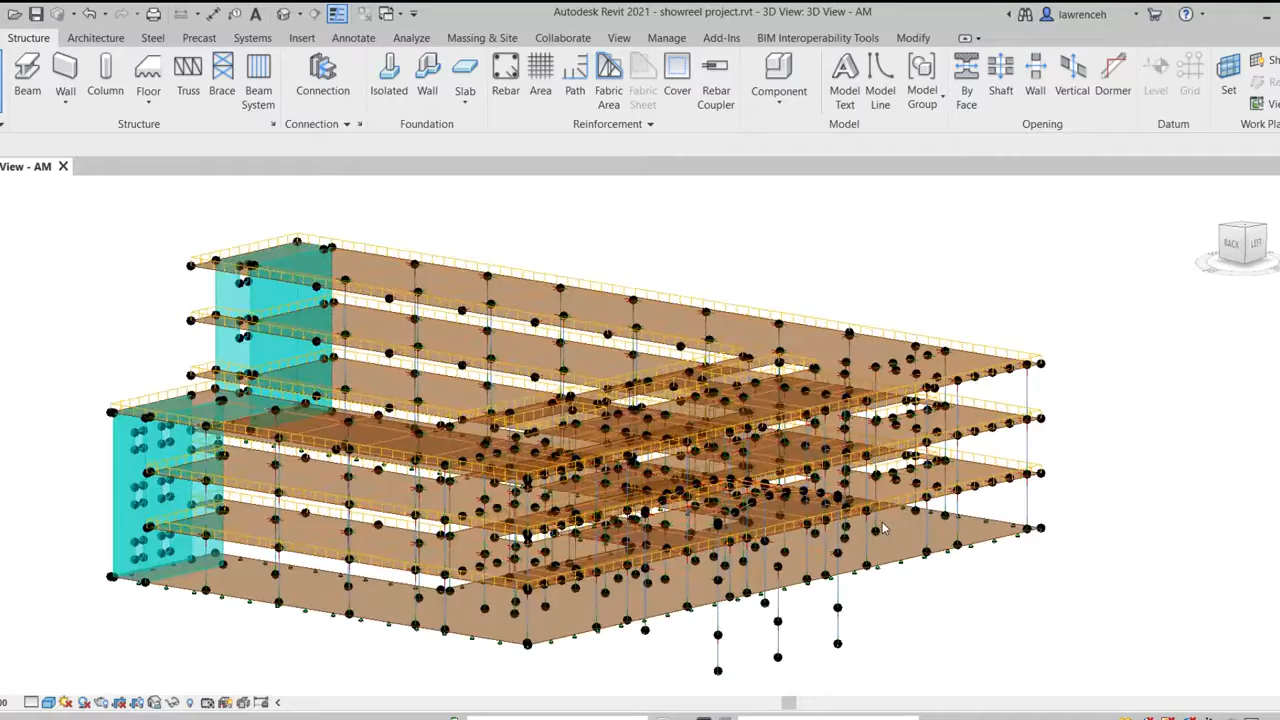 Autodesk Revit 2021 - showreel project.rvt - 3D View: 3D View - AM
lawrenceh
Structure Architecture Steel Precast Systems Insert Annotate Analyze Massing & Site Collaborate View Manage Add-Ins BIM Interoperability Tools Modify
Beam Wall Column Floor Truss Brace Beam System Connection Isolated Wall Slab Rebar Area Path Fabric Area Fabric Sheet Cover Rebar Coupler Component Model Text Model Line Model Group By Face Shaft Wall Vertical Dormer Level Grid Set
Structure Connection Foundation Reinforcement Model Opening Datum Work
View - AM
BACK LEFT